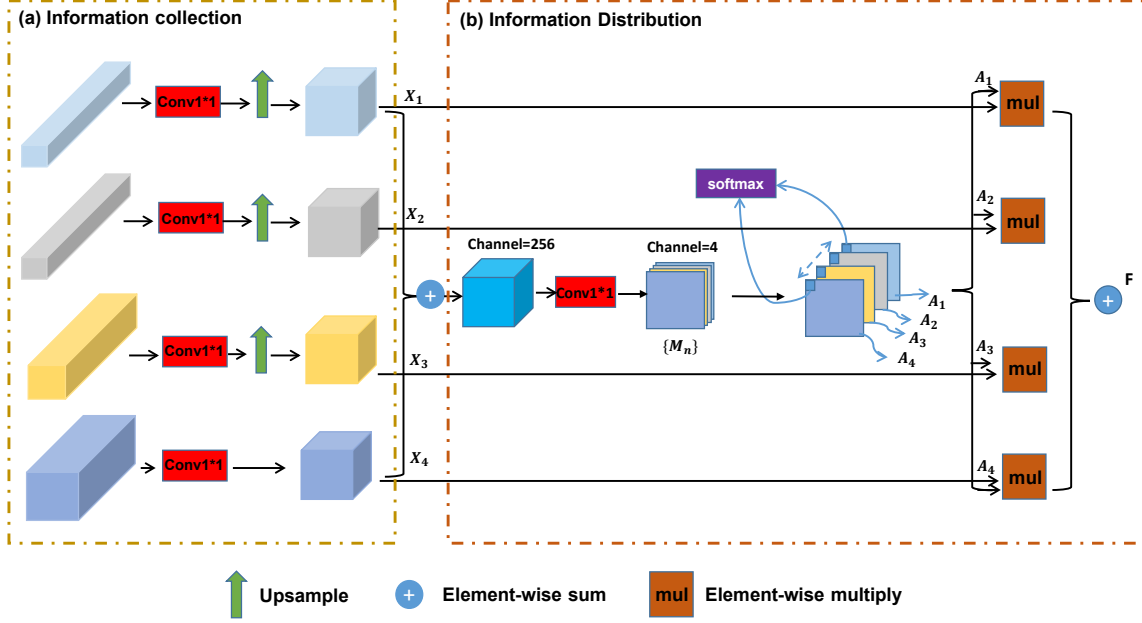 (a) Information collection
(b) Information Distribution
Conv1*1
X₁
A₁
mul
softmax
Conv1*1
X₂
A₂
mul
Channel=256
Channel=4
+
Conv1*1
{Mₙ}
A₁
A₂
A₃
A₄
F
+
Conv1*1
X₃
A₃
mul
Conv1*1
X₄
A₄
mul
Upsample
+
Element-wise sum
mul
Element-wise multiply